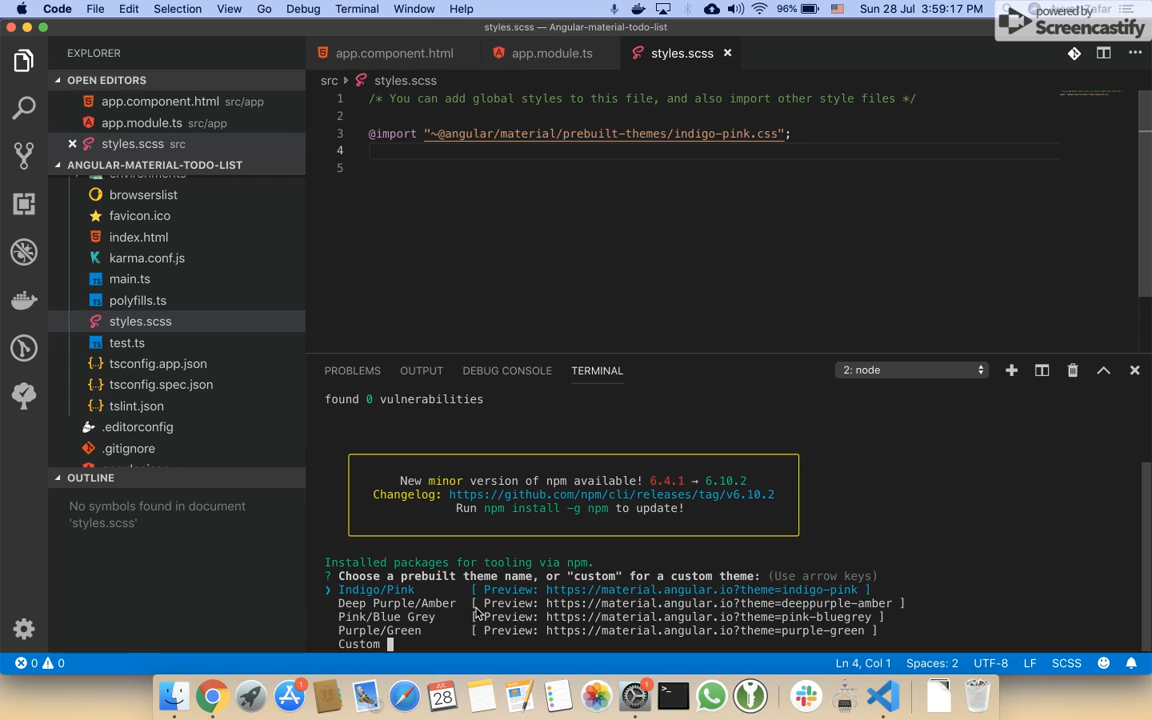 Code File Edit Selection View Go Debug Terminal Window Help 96% Sun 28 Jul 3:59:17 PM Zafar
powered by
Screencastify
styles.scss — Angular-material-todo-list
EXPLORER
app.component.html app.module.ts styles.scss
OPEN EDITORS
app.component.html src/app
app.module.ts src/app
styles.scss src
ANGULAR-MATERIAL-TODO-LIST
environments
browserslist
favicon.ico
index.html
karma.conf.js
main.ts
polyfills.ts
styles.scss
test.ts
tsconfig.app.json
tsconfig.spec.json
tslint.json
.editorconfig
.gitignore
OUTLINE
No symbols found in document
'styles.scss'
src styles.scss
1 /* You can add global styles to this file, and also import other style files */
2
3 @import "~@angular/material/prebuilt-themes/indigo-pink.css";
4
5
PROBLEMS OUTPUT DEBUG CONSOLE TERMINAL 2: node
found 0 vulnerabilities
New minor version of npm available! 6.4.1 → 6.10.2
Changelog: https://github.com/npm/cli/releases/tag/v6.10.2
Run npm install -g npm to update!
Installed packages for tooling via npm.
? Choose a prebuilt theme name, or "custom" for a custom theme: (Use arrow keys)
❯ Indigo/Pink [ Preview: https://material.angular.io?theme=indigo-pink ]
Deep Purple/Amber [ Preview: https://material.angular.io?theme=deeppurple-amber ]
Pink/Blue Grey [ Preview: https://material.angular.io?theme=pink-bluegrey ]
Purple/Green [ Preview: https://material.angular.io?theme=purple-green ]
Custom
0 0 Ln 4, Col 1 Spaces: 2 UTF-8 LF SCSS
JUL
28
1
1